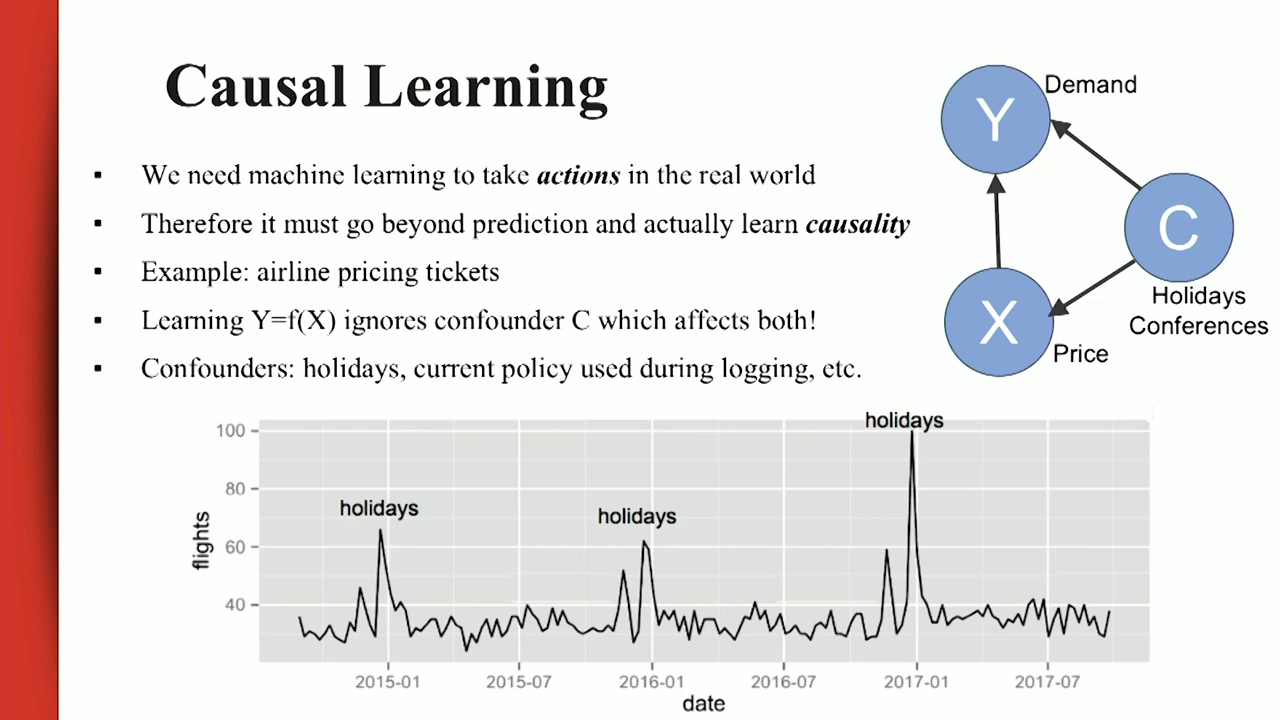 Causal Learning
▪ We need machine learning to take actions in the real world
▪ Therefore it must go beyond prediction and actually learn causality
▪ Example: airline pricing tickets
▪ Learning Y=f(X) ignores confounder C which affects both!
▪ Confounders: holidays, current policy used during logging, etc.
Y
Demand
C
Holidays
Conferences
X
Price
holidays
holidays
holidays
100
80
60
40
flights
2015-01
2015-07
2016-01
2016-07
2017-01
2017-07
date